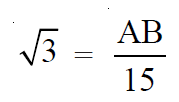 √3 = AB/15